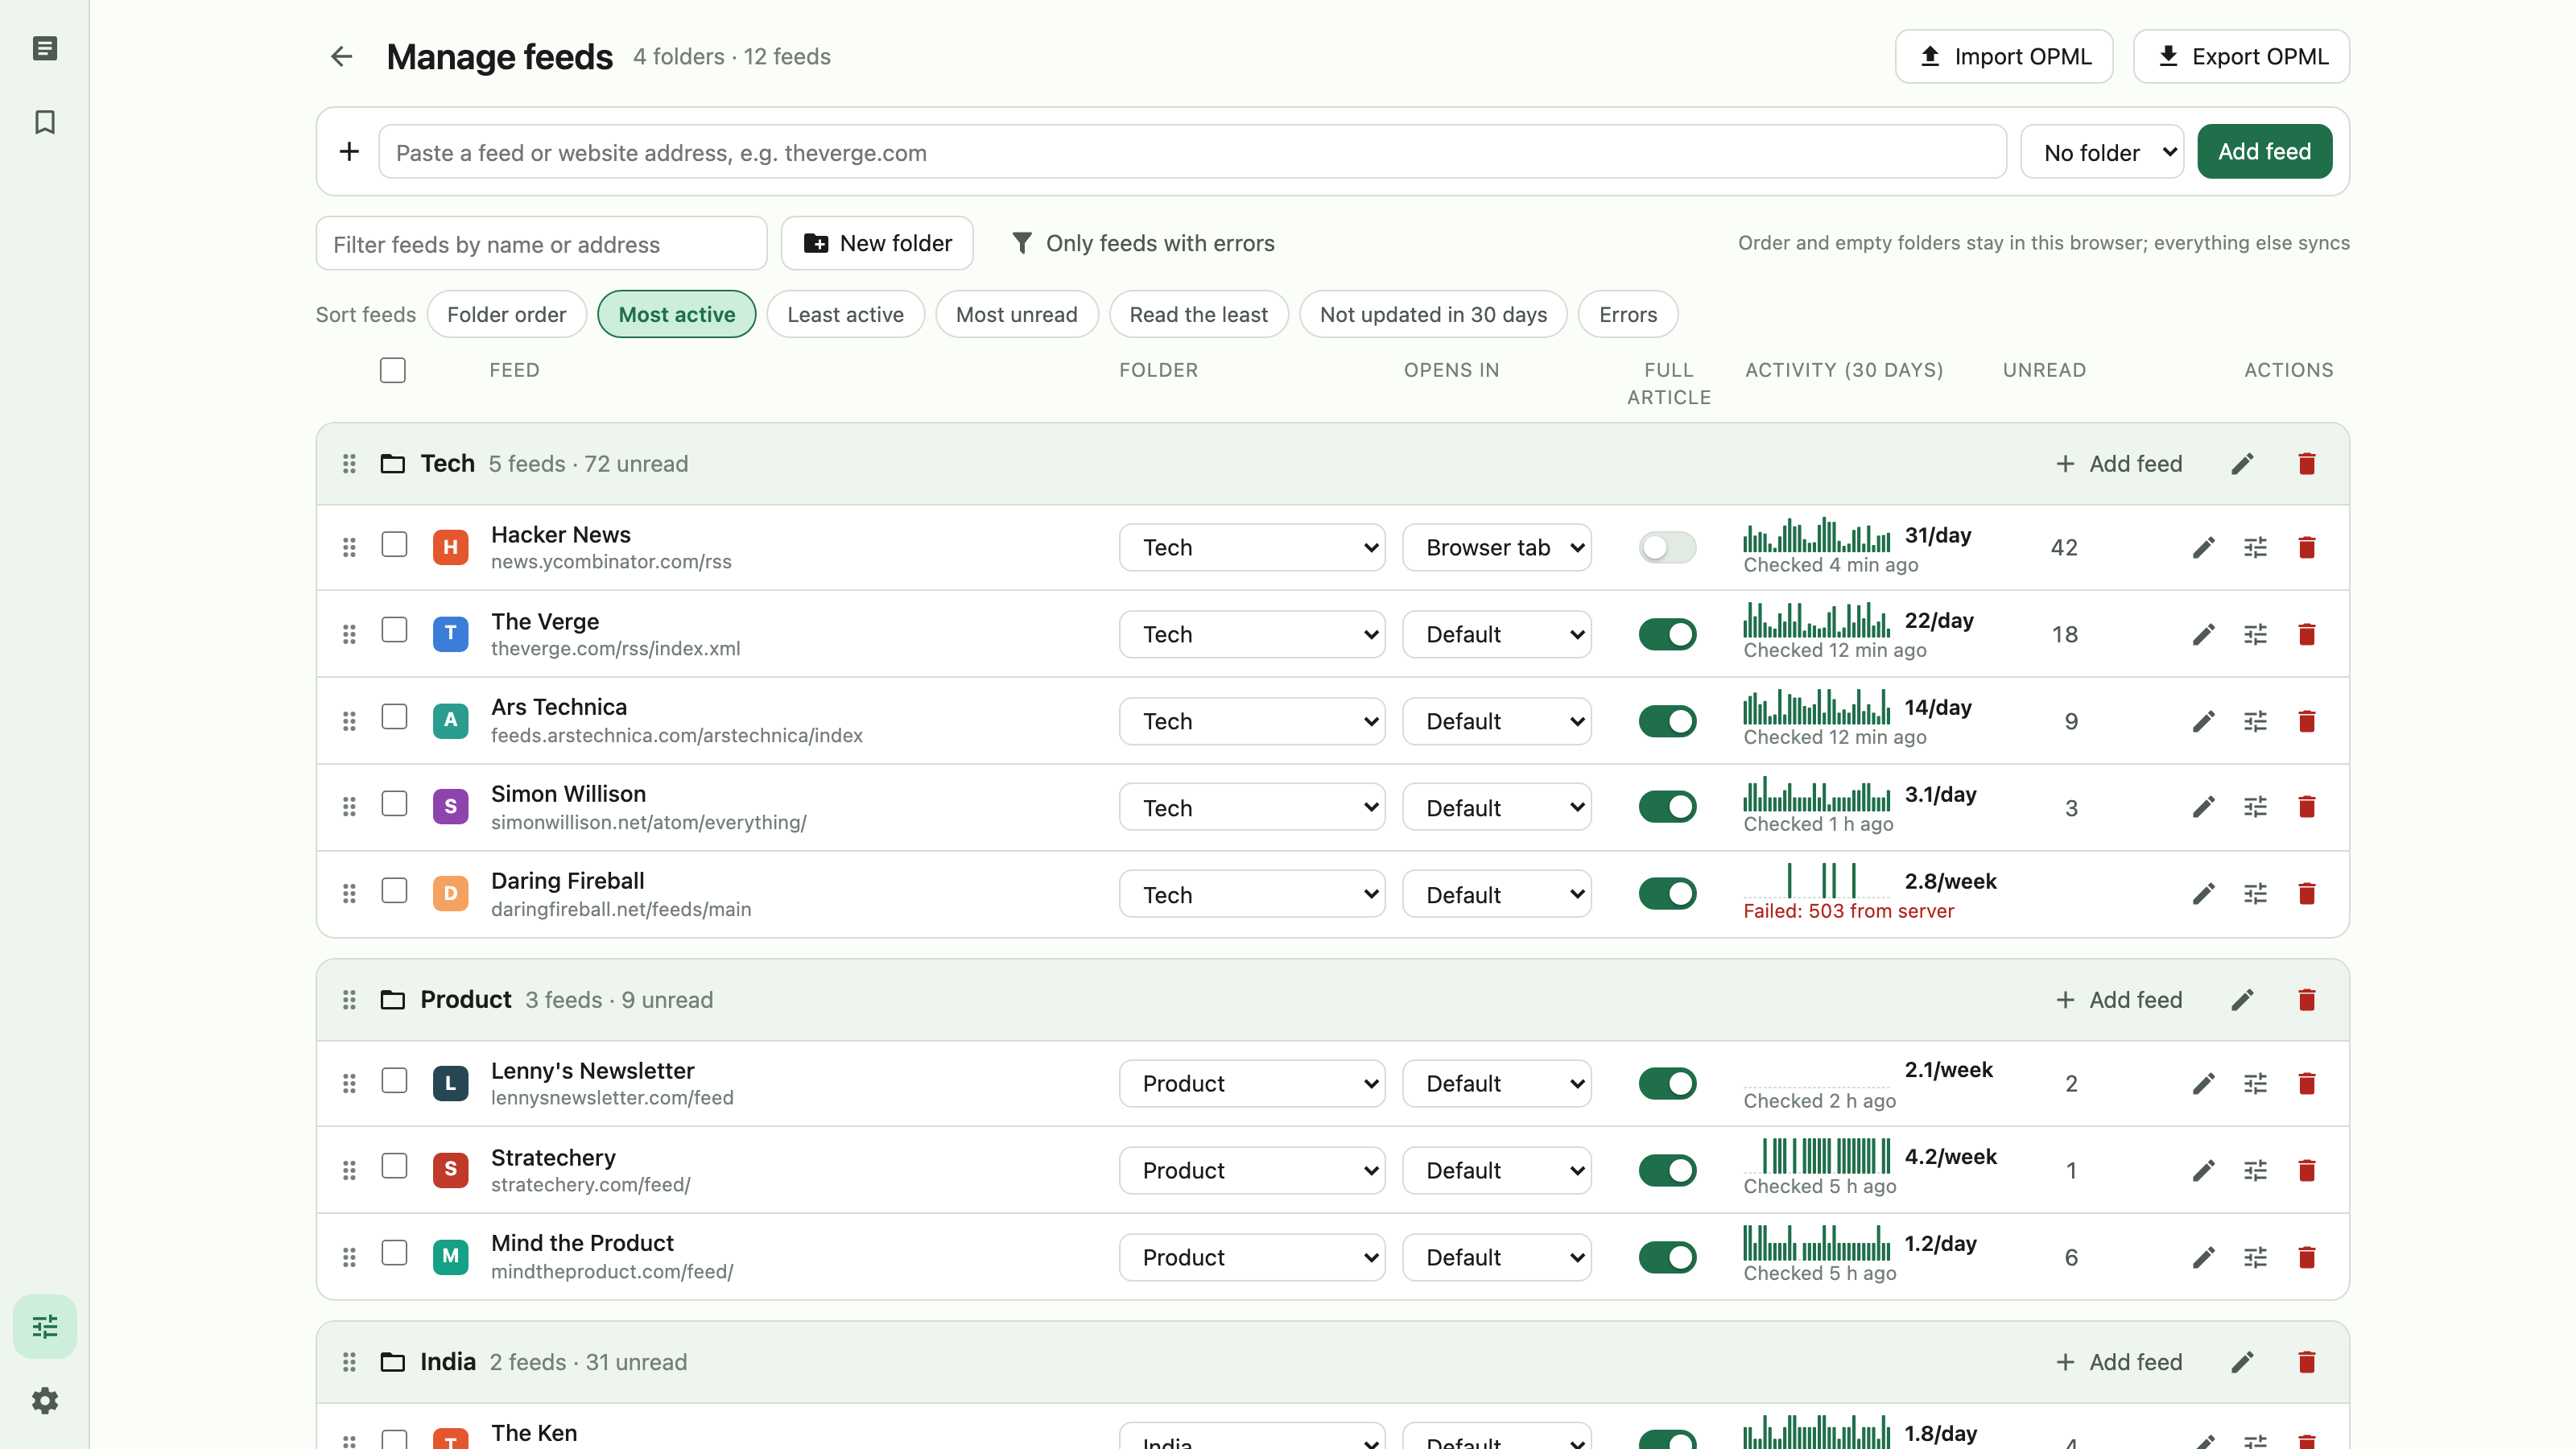 Manage feeds 4 folders · 12 feeds
Import OPML
Export OPML
Paste a feed or website address, e.g. theverge.com
No folder
Add feed
Filter feeds by name or address
New folder
Only feeds with errors
Order and empty folders stay in this browser; everything else syncs
Sort feeds Folder order Most active Least active Most unread Read the least Not updated in 30 days Errors
FEED FOLDER OPENS IN FULL ARTICLE ACTIVITY (30 DAYS) UNREAD ACTIONS
Tech 5 feeds · 72 unread Add feed
H Hacker News Tech Browser tab 31/day 42
news.ycombinator.com/rss Checked 4 min ago
T The Verge Tech Default 22/day 18
theverge.com/rss/index.xml Checked 12 min ago
A Ars Technica Tech Default 14/day 9
feeds.arstechnica.com/arstechnica/index Checked 12 min ago
S Simon Willison Tech Default 3.1/day 3
simonwillison.net/atom/everything/ Checked 1 h ago
D Daring Fireball Tech Default 2.8/week
daringfireball.net/feeds/main Failed: 503 from server
Product 3 feeds · 9 unread Add feed
L Lenny's Newsletter Product Default 2.1/week 2
lennysnewsletter.com/feed Checked 2 h ago
S Stratechery Product Default 4.2/week 1
stratechery.com/feed/ Checked 5 h ago
M Mind the Product Product Default 1.2/day 6
mindtheproduct.com/feed/ Checked 5 h ago
India 2 feeds · 31 unread Add feed
T The Ken India Default 1.8/day 4